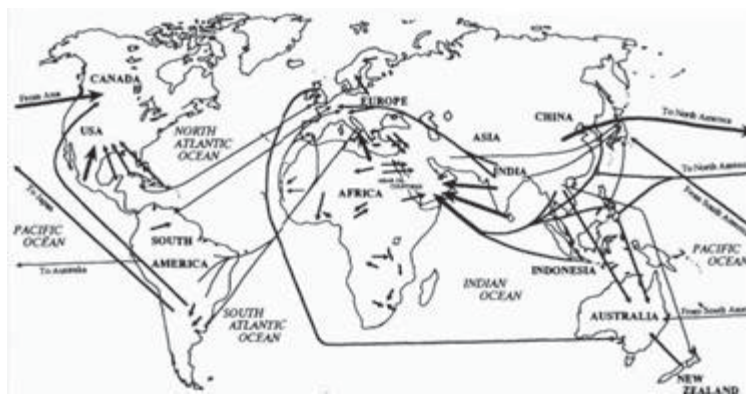 CANADA
From Asia
USA
NORTH
ATLANTIC
OCEAN
EUROPE
ASIA
CHINA
To North America
INDIA
AFRICA
To North America
To Japan
PACIFIC
OCEAN
SOUTH
AMERICA
To Australia
From South America
PACIFIC
OCEAN
INDONESIA
INDIAN
OCEAN
SOUTH
ATLANTIC
OCEAN
AUSTRALIA
From South America
NEW
ZEALAND